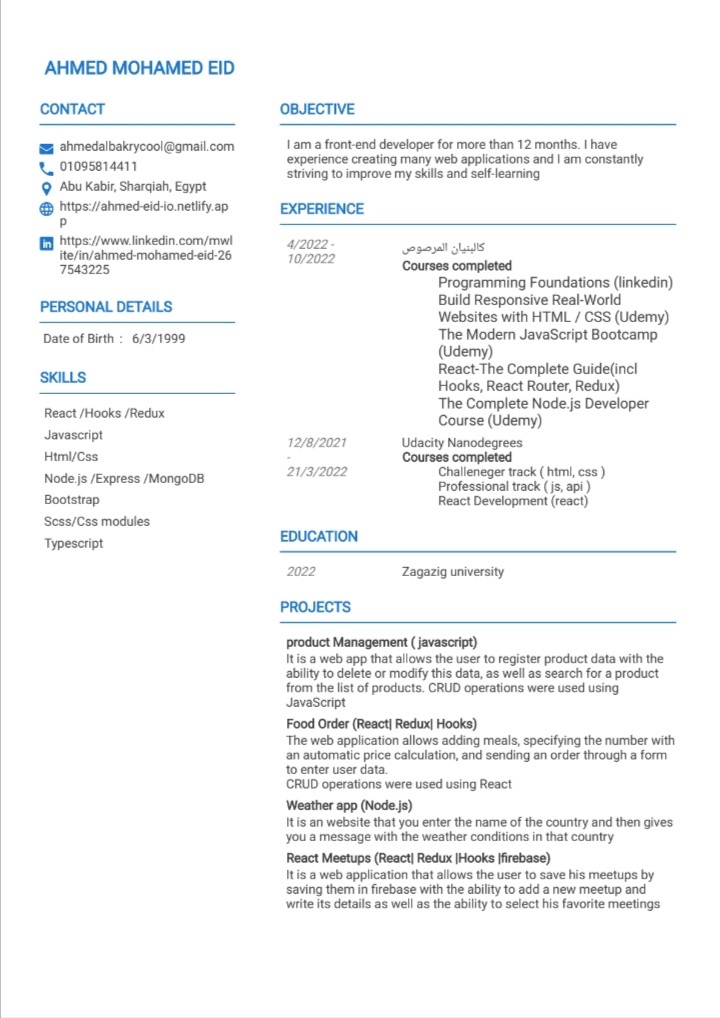 AHMED MOHAMED EID
CONTACT
ahmedalbakrycool@gmail.com
01095814411
Abu Kabir, Sharqiah, Egypt
https://ahmed-eid-io.netlify.ap
p
https://www.linkedin.com/mwl
ite/in/ahmed-mohamed-eid-26
7543225
PERSONAL DETAILS
Date of Birth : 6/3/1999
SKILLS
React /Hooks /Redux
Javascript
Html/Css
Node.js /Express /MongoDB
Bootstrap
Scss/Css modules
Typescript
OBJECTIVE
I am a front-end developer for more than 12 months. I have
experience creating many web applications and I am constantly
striving to improve my skills and self-learning
EXPERIENCE
4/2022 -
10/2022
كالبنيان المرصوص
Courses completed
Programming Foundations (linkedin)
Build Responsive Real-World
Websites with HTML / CSS (Udemy)
The Modern JavaScript Bootcamp
(Udemy)
React-The Complete Guide(incl
Hooks, React Router, Redux)
The Complete Node.js Developer
Course (Udemy)
12/8/2021
-
21/3/2022
Udacity Nanodegrees
Courses completed
Challeneger track ( html, css )
Professional track ( js, api )
React Development (react)
EDUCATION
2022
Zagazig university
PROJECTS
product Management ( javascript)
It is a web app that allows the user to register product data with the
ability to delete or modify this data, as well as search for a product
from the list of products. CRUD operations were used using
JavaScript
Food Order (React| Redux| Hooks)
The web application allows adding meals, specifying the number with
an automatic price calculation, and sending an order through a form
to enter user data.
CRUD operations were used using React
Weather app (Node.js)
It is an website that you enter the name of the country and then gives
you a message with the weather conditions in that country
React Meetups (React| Redux |Hooks |firebase)
It is a web application that allows the user to save his meetups by
saving them in firebase with the ability to add a new meetup and
write its details as well as the ability to select his favorite meetings